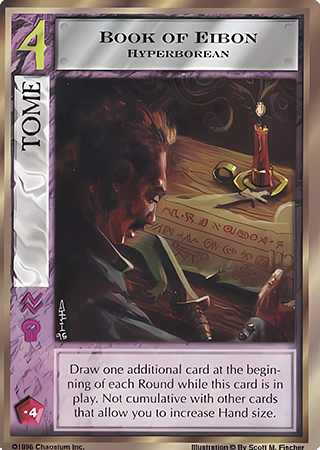 4
BOOK OF EIBON
HYPERBOREAN
TOME
95
Draw one additional card at the begin-
ning of each Round while this card is in
play. Not cumulative with other cards
that allow you to increase Hand size.
-4
©1996 Chaosium Inc.
Illustration © By Scott M. Fischer